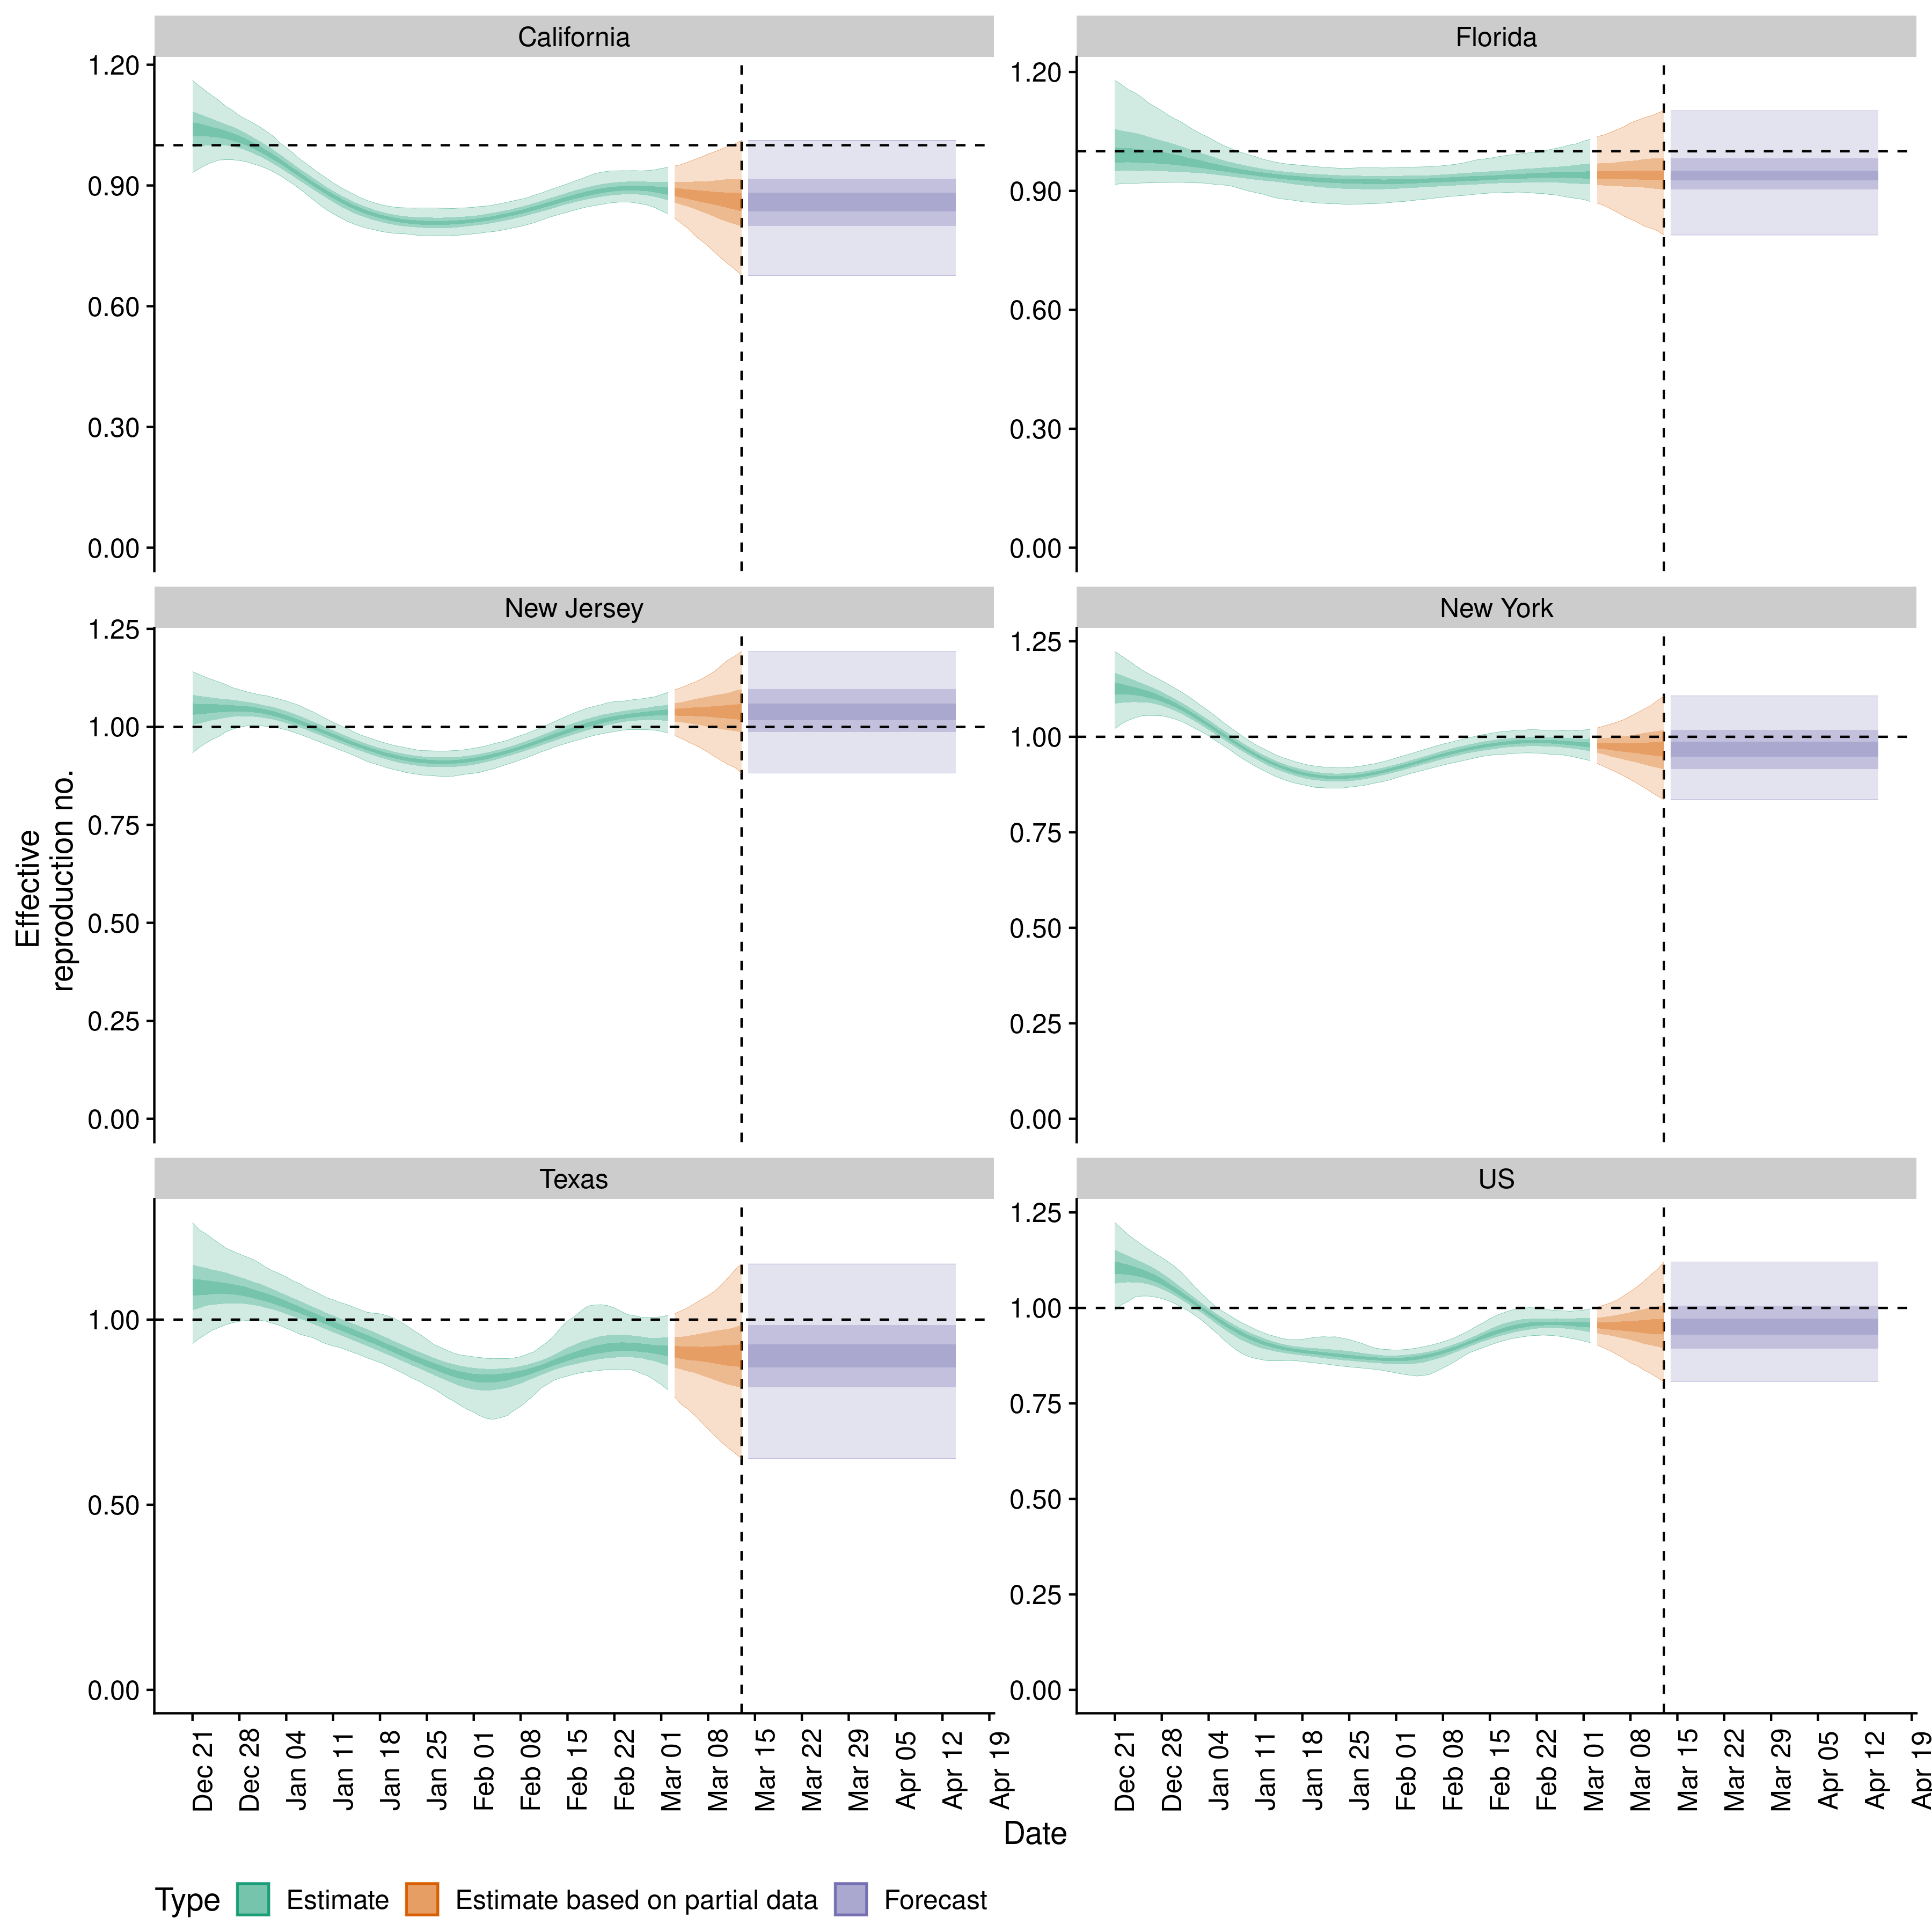 California
Florida
1.20
0.90
0.60
0.30
0.00
1.20
0.90
0.60
0.30
0.00
New Jersey
New York
1.25
1.00
0.75
0.50
0.25
0.00
1.25
1.00
0.75
0.50
0.25
0.00
Effective
reproduction no.
Texas
US
1.00
0.50
0.00
1.25
1.00
0.75
0.50
0.25
0.00
Dec 21
Dec 28
Jan 04
Jan 11
Jan 18
Jan 25
Feb 01
Feb 08
Feb 15
Feb 22
Mar 01
Mar 08
Mar 15
Mar 22
Mar 29
Apr 05
Apr 12
Apr 19
Dec 21
Dec 28
Jan 04
Jan 11
Jan 18
Jan 25
Feb 01
Feb 08
Feb 15
Feb 22
Mar 01
Mar 08
Mar 15
Mar 22
Mar 29
Apr 05
Apr 12
Apr 19
Date
Type Estimate Estimate based on partial data Forecast